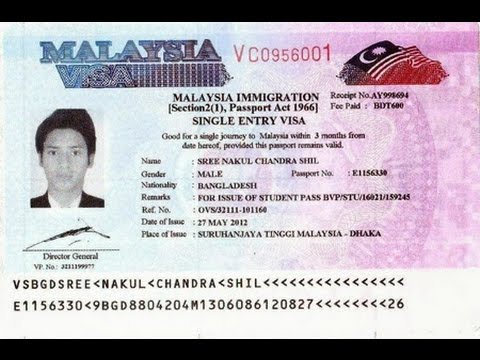 MALAYSIA
VISA
VC0956001
MALAYSIA IMMIGRATION
[Section2(1), Passport Act 1966]
SINGLE ENTRY VISA
Receipt No.:AY998694
Fee Paid : BDT600
Good for a single journey to Malaysia within 3 months from
date hereof, provided this passport remains valid.
Name : SREE NAKUL CHANDRA SHIL
Gender : MALE Passport No.: E1156330
Nationality : BANGLADESH
Remarks : FOR ISSUE OF STUDENT PASS BVP/STU/16021/159245
Ref. No. : OVS/32111-101160
Date of Issue : 27 MAY 2012
Place of Issue : SURUHANJAYA TINGGI MALAYSIA - DHAKA
Director General
VP. No.: 3211199977
VSBGDSREE<NAKUL<CHANDRA<SHIL<<<<<<<<<<<<<<<<
E1156330<9BGD8804204M1306086120827<<<<<<<<26